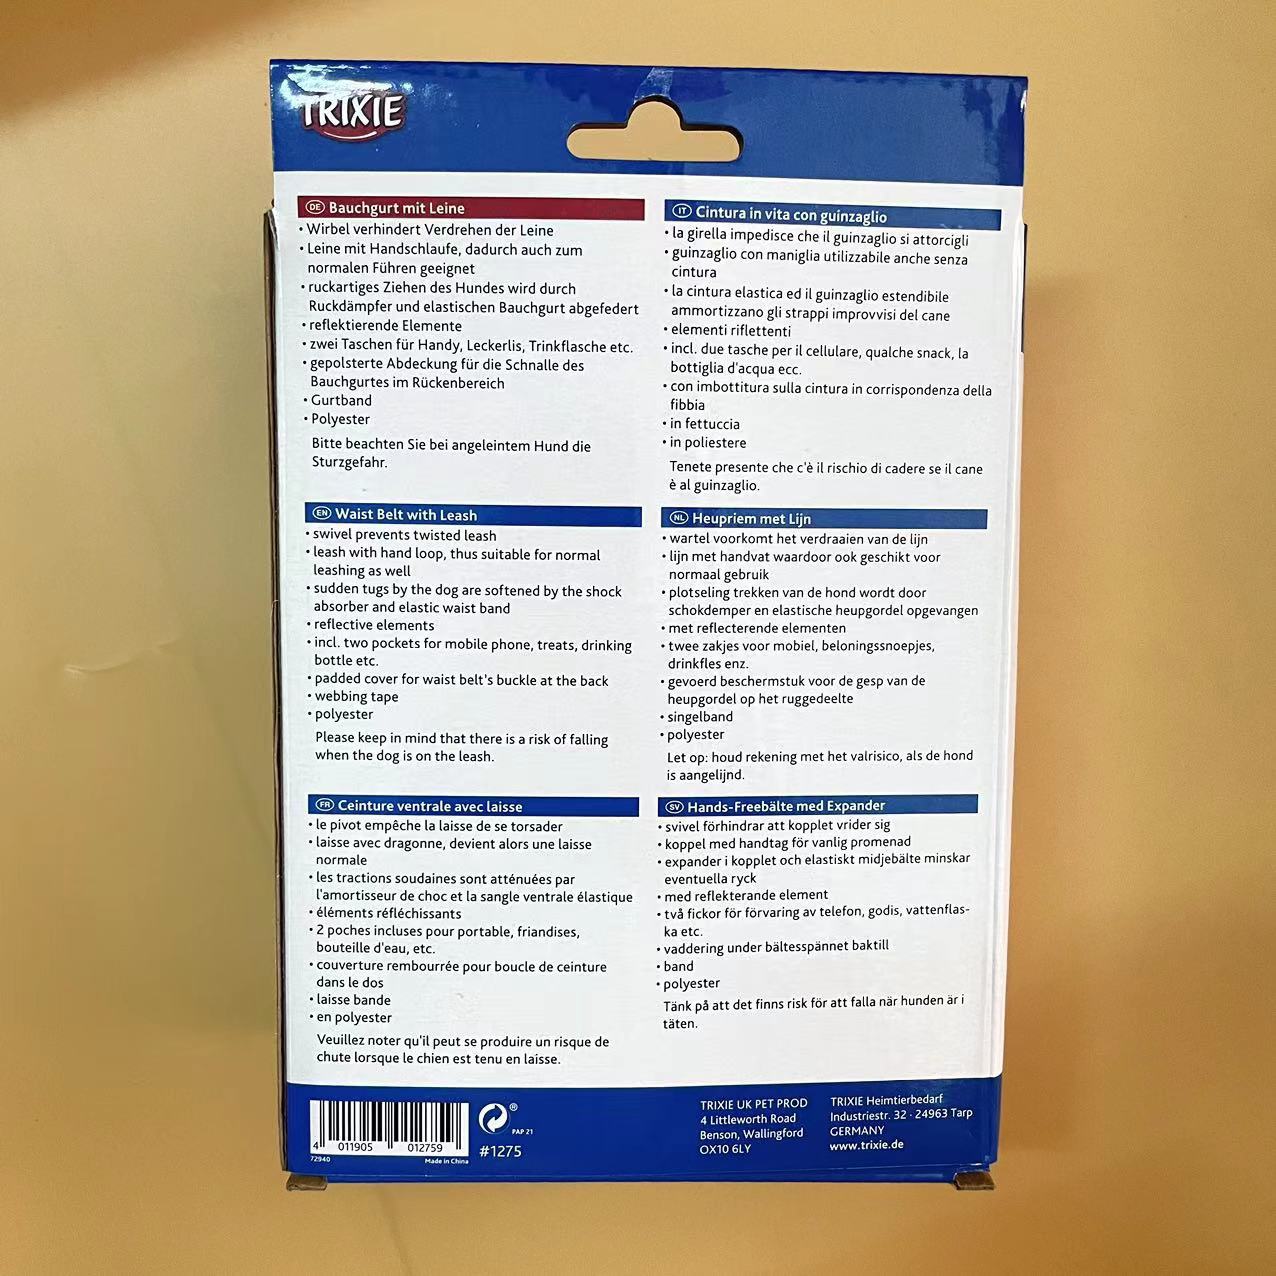 TRIXIE
DE Bauchgurt mit Leine
• Wirbel verhindert Verdrehen der Leine
• Leine mit Handschlaufe, dadurch auch zum
normalen Führen geeignet
• ruckartiges Ziehen des Hundes wird durch
Ruckdämpfer und elastischen Bauchgurt abgefedert
• reflektierende Elemente
• zwei Taschen für Handy, Leckerlis, Trinkflasche etc.
• gepolsterte Abdeckung für die Schnalle des
Bauchgurtes im Rückenbereich
• Gurtband
• Polyester
Bitte beachten Sie bei angeleintem Hund die
Sturzgefahr.
EN Waist Belt with Leash
• swivel prevents twisted leash
• leash with hand loop, thus suitable for normal
leashing as well
• sudden tugs by the dog are softened by the shock
absorber and elastic waist band
• reflective elements
• incl. two pockets for mobile phone, treats, drinking
bottle etc.
• padded cover for waist belt's buckle at the back
• webbing tape
• polyester
Please keep in mind that there is a risk of falling
when the dog is on the leash.
FR Ceinture ventrale avec laisse
• le pivot empêche la laisse de se torsader
• laisse avec dragonne, devient alors une laisse
normale
• les tractions soudaines sont atténuées par
l'amortisseur de choc et la sangle ventrale élastique
• éléments réfléchissants
• 2 poches incluses pour portable, friandises,
bouteille d'eau, etc.
• couverture rembourrée pour boucle de ceinture
dans le dos
• laisse bande
• en polyester
Veuillez noter qu'il peut se produire un risque de
chute lorsque le chien est tenu en laisse.
IT Cintura in vita con guinzaglio
• la girella impedisce che il guinzaglio si attorcigli
• guinzaglio con maniglia utilizzabile anche senza
cintura
• la cintura elastica ed il guinzaglio estendibile
ammortizzano gli strappi improvvisi del cane
• elementi riflettenti
• incl. due tasche per il cellulare, qualche snack, la
bottiglia d'acqua ecc.
• con imbottitura sulla cintura in corrispondenza della
fibbia
• in fettuccia
• in poliestere
Tenete presente che c'è il rischio di cadere se il cane
è al guinzaglio.
NL Heupriem met Lijn
• wartel voorkomt het verdraaien van de lijn
• lijn met handvat waardoor ook geschikt voor
normaal gebruik
• plotseling trekken van de hond wordt door
schokdemper en elastische heupgordel opgevangen
• met reflecterende elementen
• twee zakjes voor mobiel, beloningssnoepjes,
drinkfles enz.
• gevoerd beschermstuk voor de gesp van de
heupgordel op het ruggedeelte
• singelband
• polyester
Let op: houd rekening met het valrisico, als de hond
is aangelijnd.
SV Hands-Freebälte med Expander
• svivel förhindrar att kopplet vrider sig
• koppel med handtag för vanlig promenad
• expander i kopplet och elastiskt midjebälte minskar
eventuella ryck
• med reflekterande element
• två fickor för förvaring av telefon, godis, vattenflas-
ka etc.
• vaddering under bältesspännet baktill
• band
• polyester
Tänk på att det finns risk för att falla när hunden är i
täten.
4 011905 012759
72940
Made in China
®
PAP 21
#1275
TRIXIE UK PET PROD
4 Littleworth Road
Benson, Wallingford
OX10 6LY
TRIXIE Heimtierbedarf
Industriestr. 32 · 24963 Tarp
GERMANY
www.trixie.de